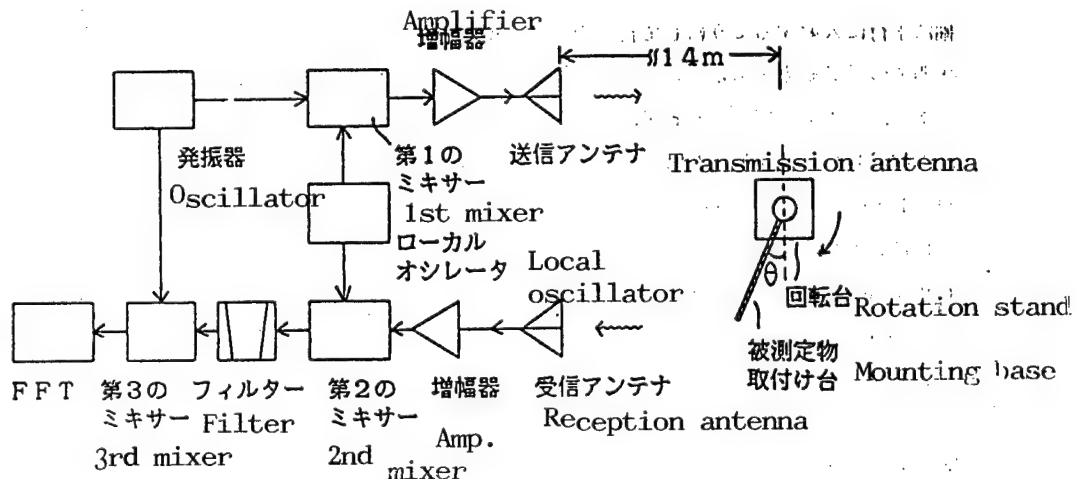 Amplifier
増幅器
14m
発振器
Oscillator
第1の
ミキサー
1st mixer
送信アンテナ
Transmission antenna
ローカル
オシレータ
Local
oscillator
θ
回転台
Rotation stand
被測定物
取付け台
Mounting base
FFT
第3の
ミキサー
3rd mixer
フィルター
Filter
第2の
ミキサー
2nd
mixer
増幅器
Amp.
受信アンテナ
Reception antenna